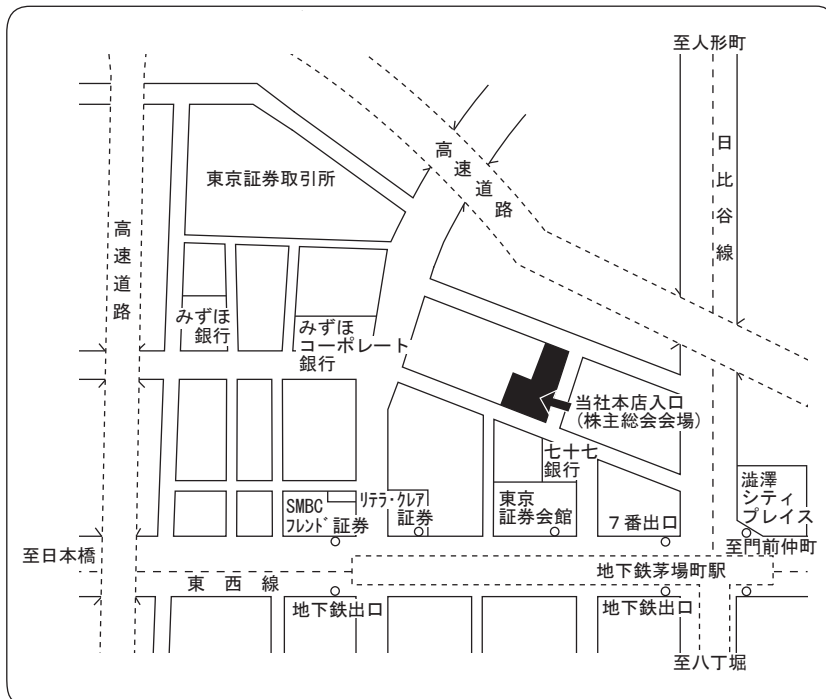 至人形町
高速道路
日比谷線
東京証券取引所
高速道路
みずほ
銀行
みずほ
コーポレート
銀行
当社本店入口
(株主総会会場)
七十七
銀行
澁澤
シティ
プレイス
SMBC
フレンド証券
リテラ・クレア
証券
東京
証券会館
7番出口
至日本橋
至門前仲町
東西線
地下鉄茅場町駅
地下鉄出口
地下鉄出口
至八丁堀